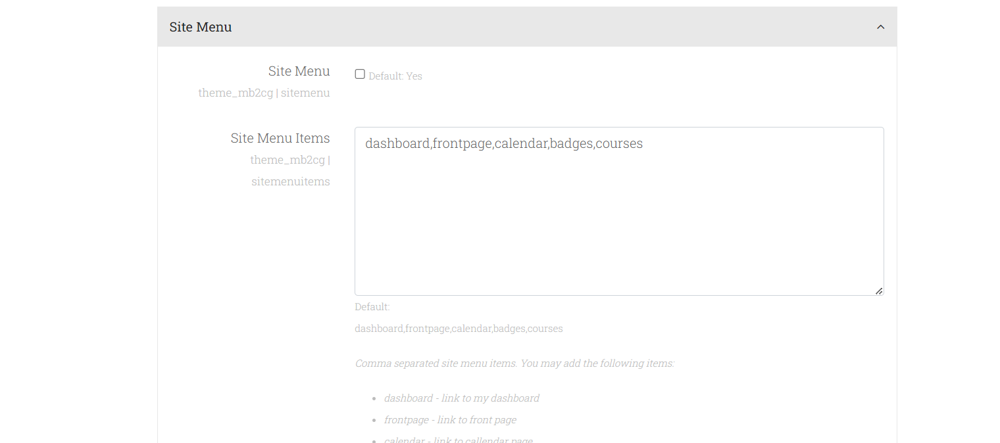 Site Menu
Site Menu
theme_mb2cg | sitemenu
Default: Yes
Site Menu Items
theme_mb2cg |
sitemenuitems
dashboard,frontpage,calendar,badges,courses
Default:
dashboard,frontpage,calendar,badges,courses
Comma separated site menu items. You may add the following items:
dashboard - link to my dashboard
frontpage - link to front page
calendar - link to callendar page